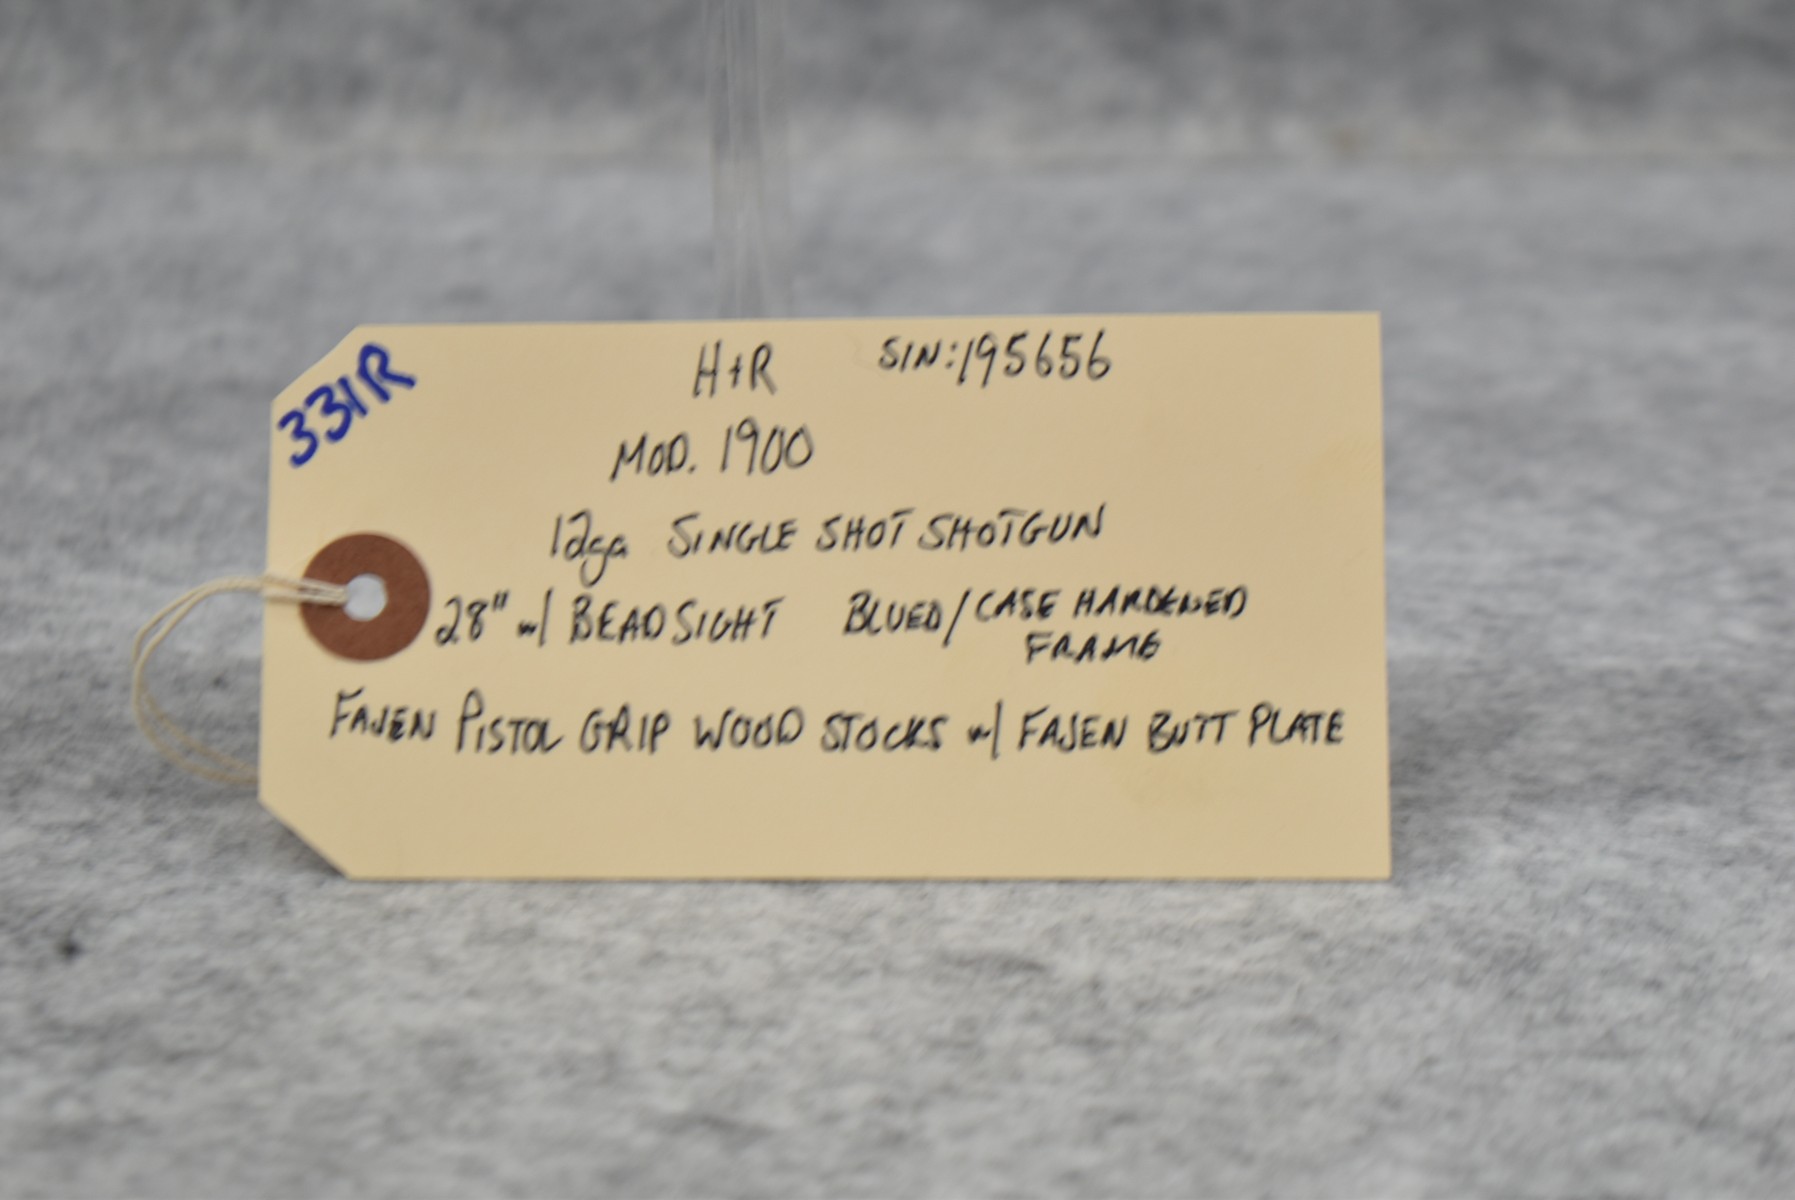 331R
H+R S/N:195656
MOD. 1900
12ga SINGLE SHOT SHOTGUN
28" w/ BEAD SIGHT BLUED/CASE HARDENED
FRAME
FAJEN PISTOL GRIP WOOD STOCKS w/ FAJEN BUTT PLATE